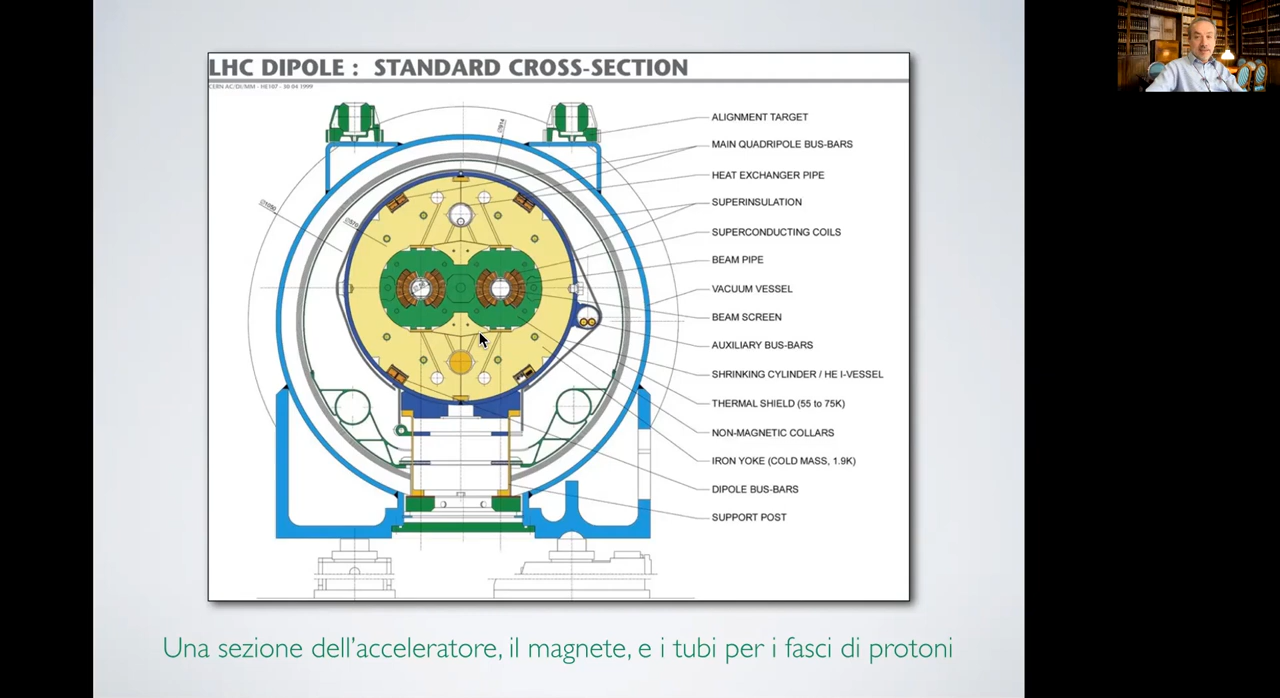 LHC DIPOLE : STANDARD CROSS-SECTION
CERN AC/DI/MM - HE107 - 30 04 1999
ALIGNMENT TARGET
MAIN QUADRIPOLE BUS-BARS
HEAT EXCHANGER PIPE
SUPERINSULATION
SUPERCONDUCTING COILS
BEAM PIPE
VACUUM VESSEL
BEAM SCREEN
AUXILIARY BUS-BARS
SHRINKING CYLINDER / HE I-VESSEL
THERMAL SHIELD (55 to 75K)
NON-MAGNETIC COLLARS
IRON YOKE (COLD MASS, 1.9K)
DIPOLE BUS-BARS
SUPPORT POST
Una sezione dell'acceleratore, il magnete, e i tubi per i fasci di protoni